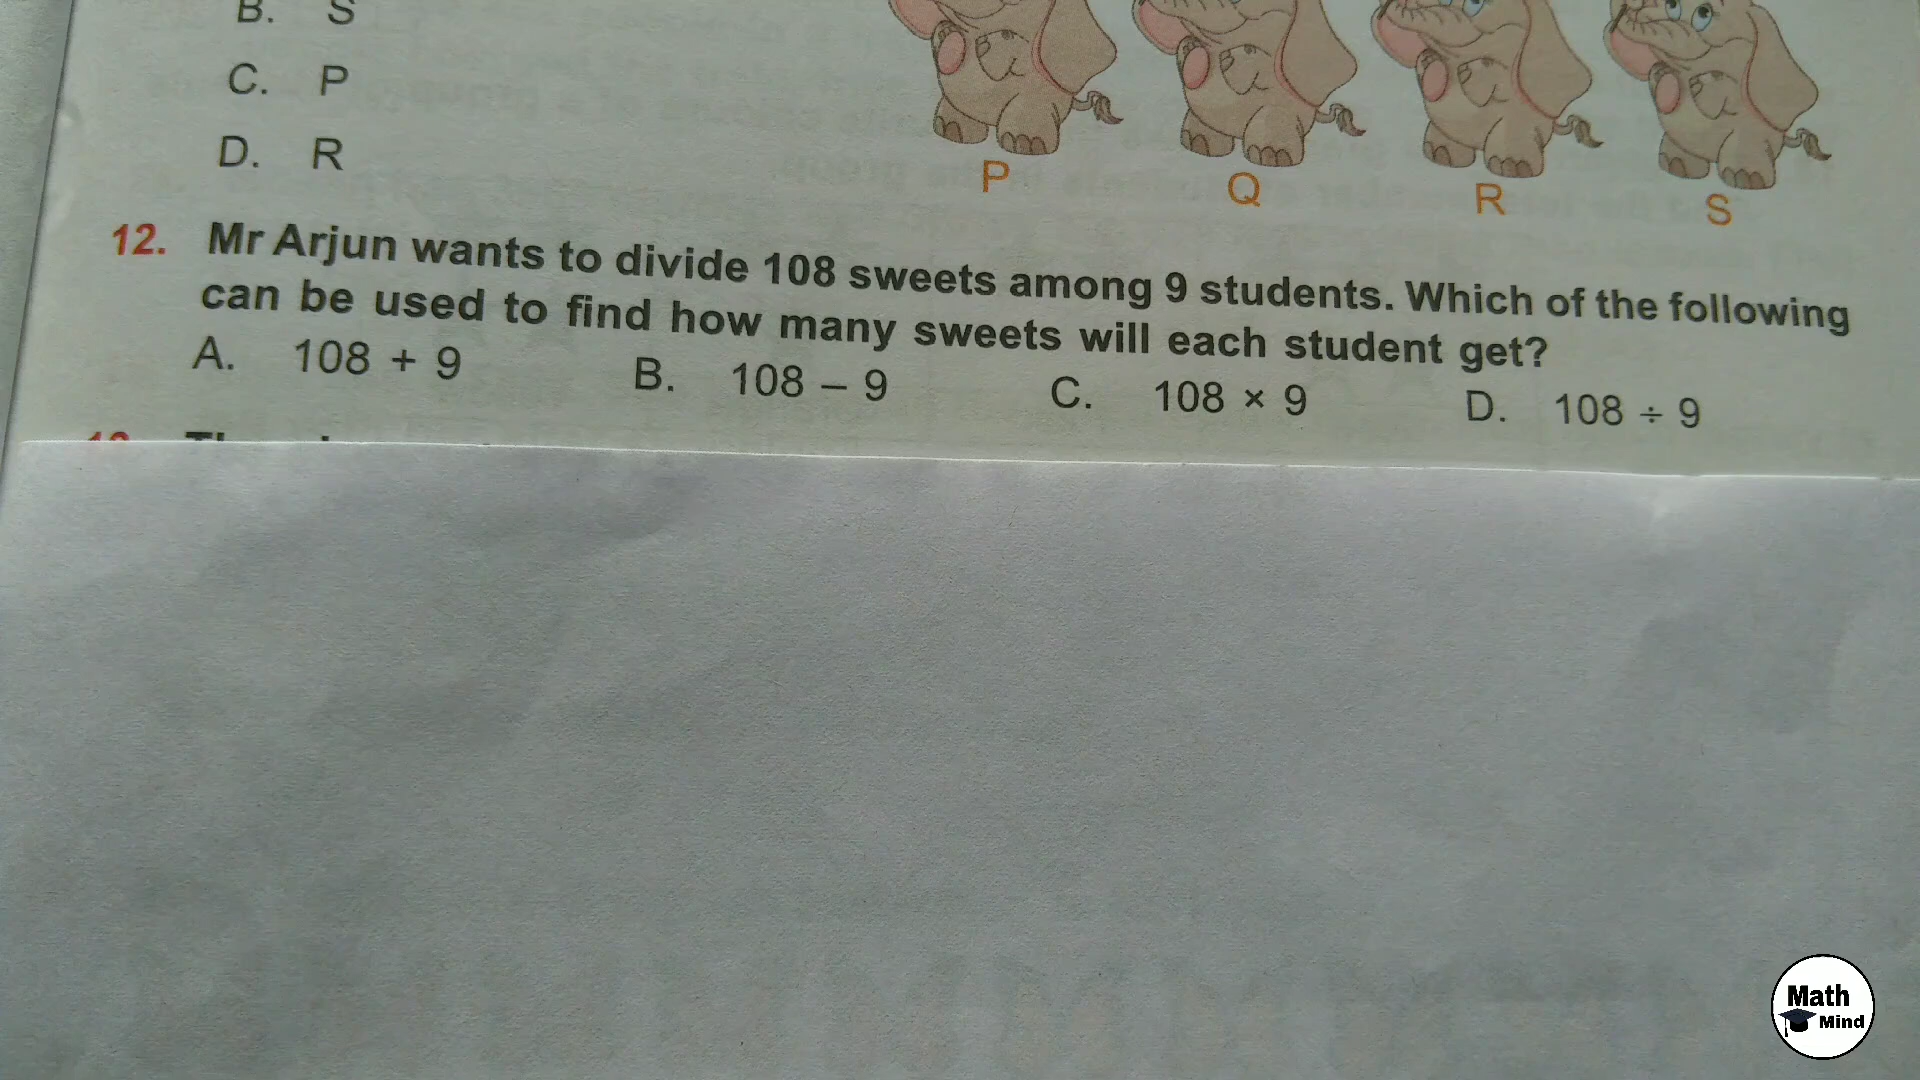 B. S
C. P
D. R
P Q R S
12. Mr Arjun wants to divide 108 sweets among 9 students. Which of the following
can be used to find how many sweets will each student get?
A. 108 + 9 B. 108 – 9 C. 108 × 9 D. 108 ÷ 9
Math
Mind